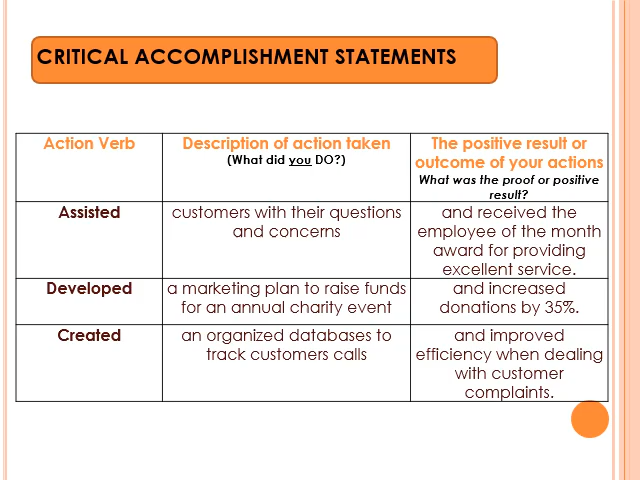 CRITICAL ACCOMPLISHMENT STATEMENTS
Action Verb
Description of action taken
(What did you DO?)
The positive result or
outcome of your actions
What was the proof or positive
result?
Assisted
customers with their questions
and concerns
and received the
employee of the month
award for providing
excellent service.
Developed
a marketing plan to raise funds
for an annual charity event
and increased
donations by 35%.
Created
an organized databases to
track customers calls
and improved
efficiency when dealing
with customer
complaints.